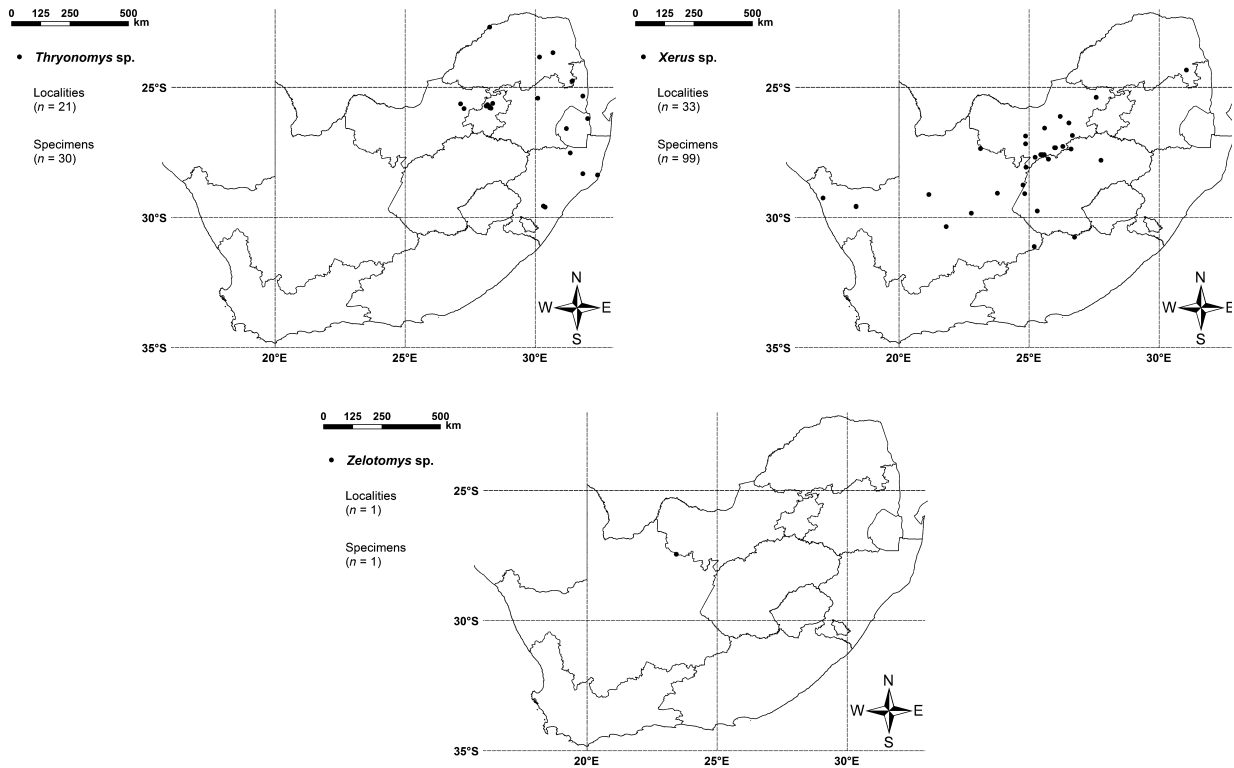 0 125 250 500 km
Thryonomys sp.
Localities
(n = 21)
Specimens
(n = 30)
25°S
30°S
35°S
20°E 25°E 30°E
N
W E
S
0 125 250 500 km
Xerus sp.
Localities
(n = 33)
Specimens
(n = 99)
25°S
30°S
35°S
20°E 25°E 30°E
N
W E
S
0 125 250 500 km
Zelotomys sp.
Localities
(n = 1)
Specimens
(n = 1)
25°S
30°S
35°S
20°E 25°E 30°E
N
W E
S